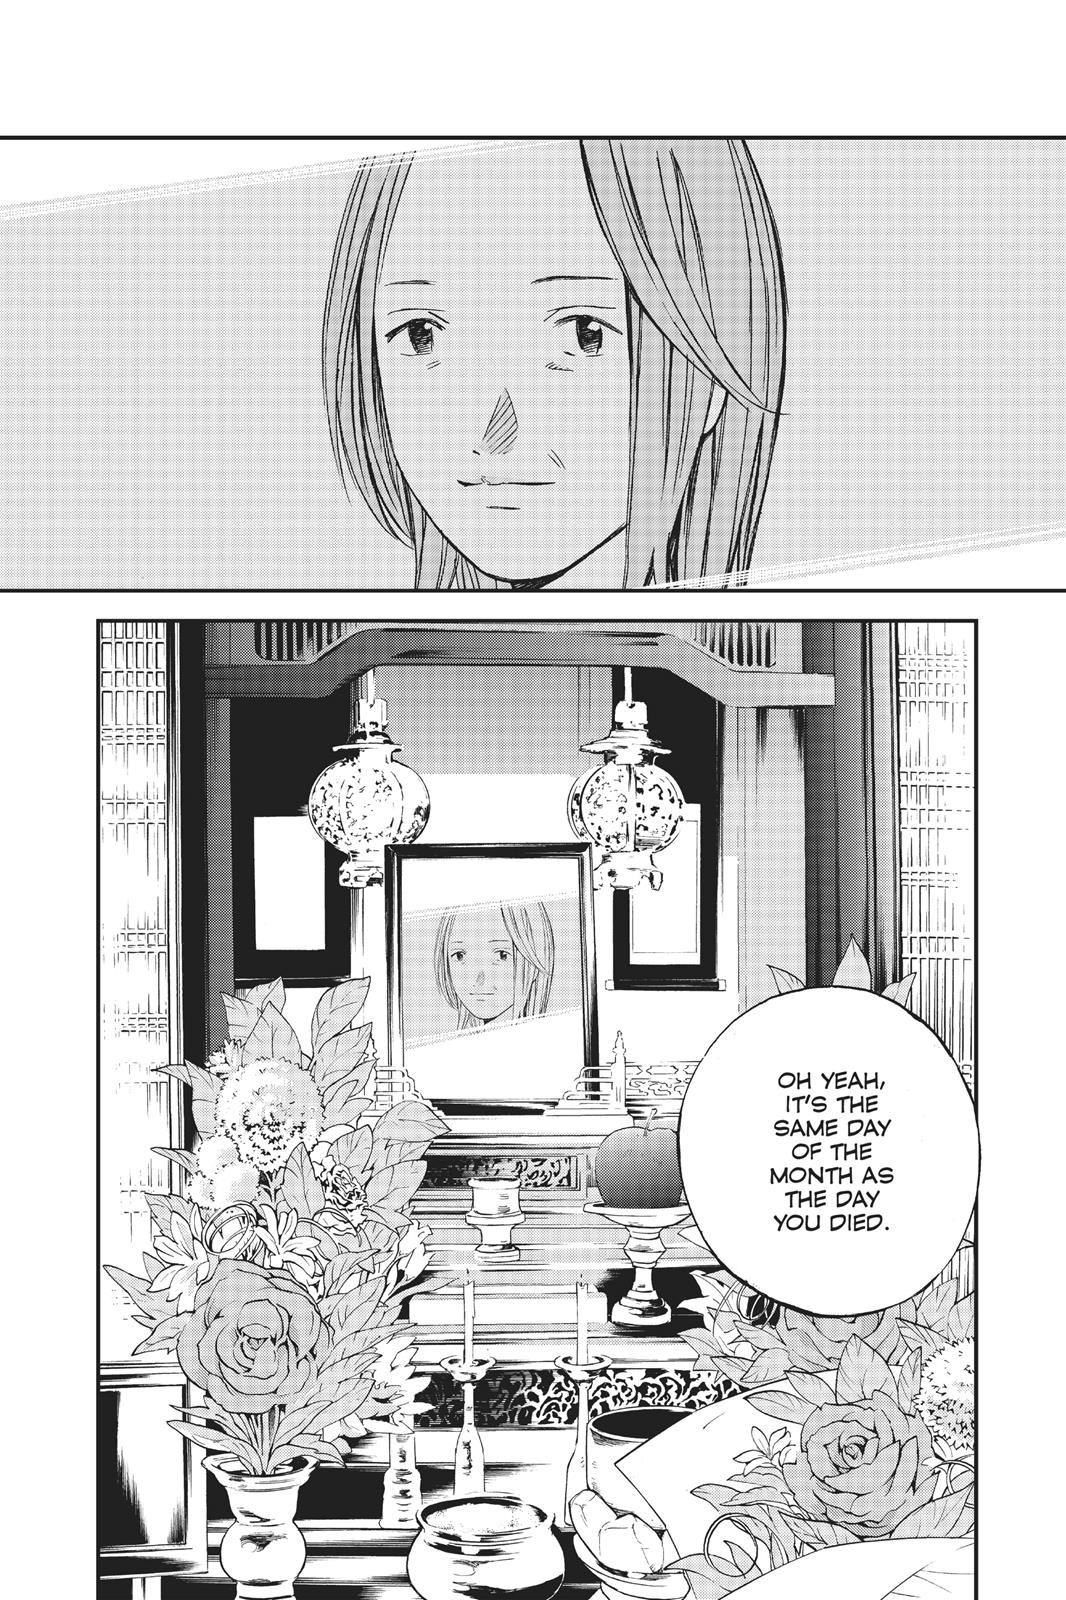 OH YEAH,
IT'S THE
SAME DAY
OF THE
MONTH AS
THE DAY
YOU DIED.